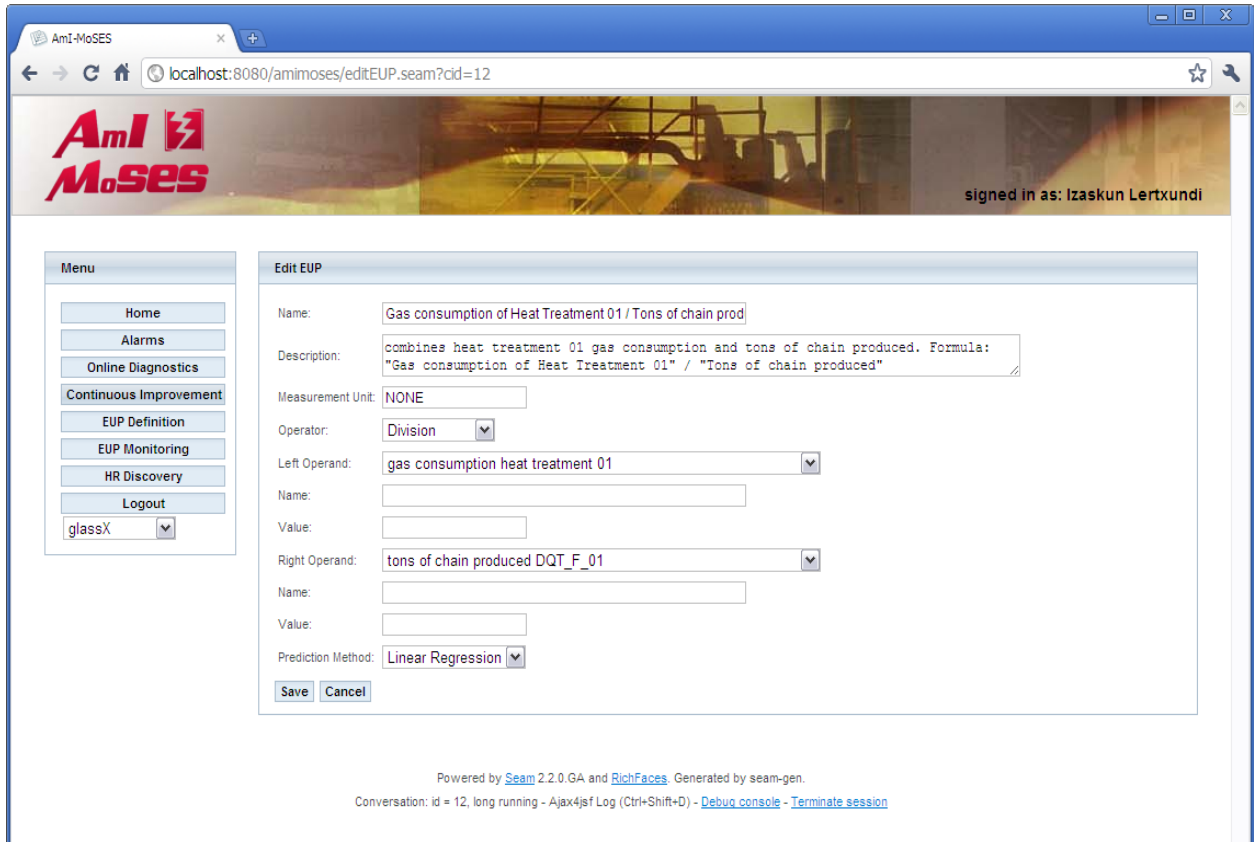 AmI-MoSES
localhost:8080/amimoses/editEUP.seam?cid=12
AmI
MoSES
signed in as: Izaskun Lertxundi
Menu
Home
Alarms
Online Diagnostics
Continuous Improvement
EUP Definition
EUP Monitoring
HR Discovery
Logout
glassX
Edit EUP
Name: Gas consumption of Heat Treatment 01 / Tons of chain prod
Description: combines heat treatment 01 gas consumption and tons of chain produced. Formula:
"Gas consumption of Heat Treatment 01" / "Tons of chain produced"
Measurement Unit: NONE
Operator: Division
Left Operand: gas consumption heat treatment 01
Name:
Value:
Right Operand: tons of chain produced DQT_F_01
Name:
Value:
Prediction Method: Linear Regression
Save Cancel
Powered by Seam 2.2.0.GA and RichFaces. Generated by seam-gen.
Conversation: id = 12, long running - Ajax4jsf Log (Ctrl+Shift+D) - Debug console - Terminate session